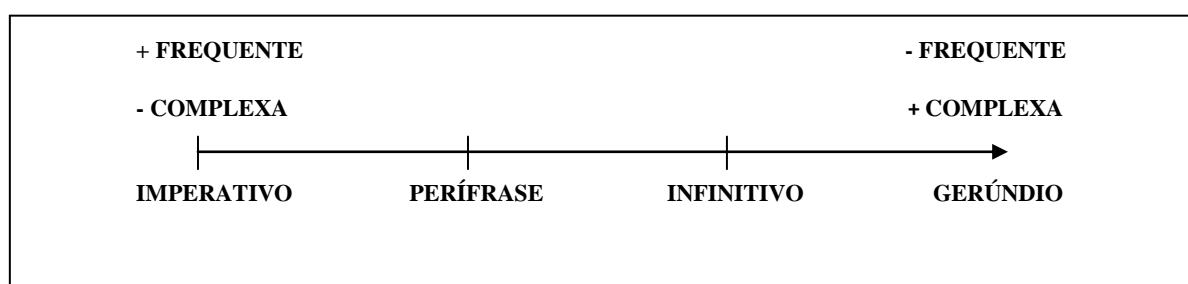 + FREQUENTE - FREQUENTE
- COMPLEXA + COMPLEXA
IMPERATIVO PERÍFRASE INFINITIVO GERÚNDIO